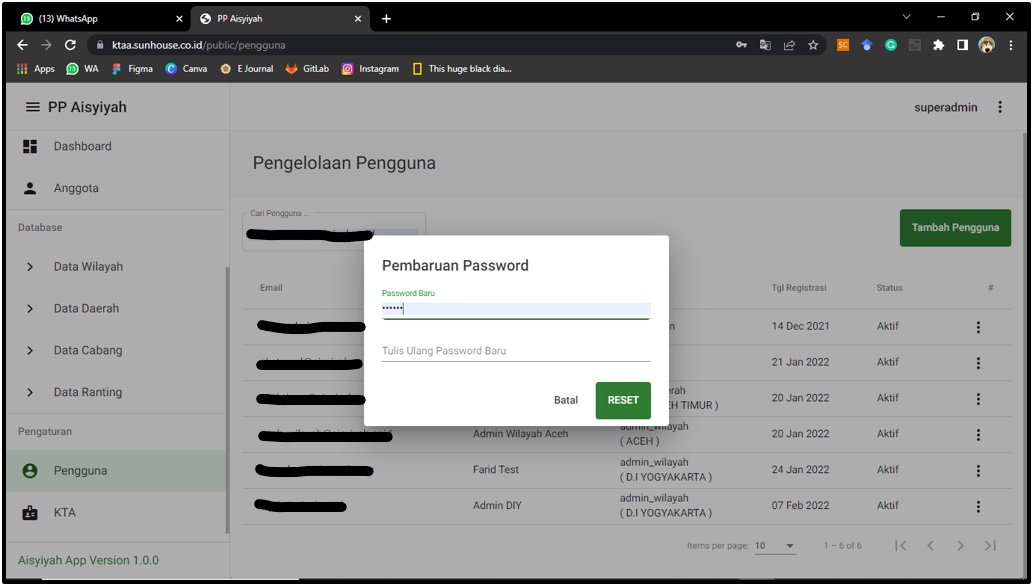 (13) WhatsApp
PP Aisyiyah
ktaa.sunhouse.co.id/public/pengguna
Apps
WA
Figma
Canva
E Journal
GitLab
Instagram
This huge black dia...
PP Aisyiyah
superadmin
Dashboard
Anggota
Database
Data Wilayah
Data Daerah
Data Cabang
Data Ranting
Pengaturan
Pengguna
KTA
Aisyiyah App Version 1.0.0
Pengelolaan Pengguna
Cari Pengguna ...
Tambah Pengguna
Email
Tgl Registrasi
Status
#
14 Dec 2021
Aktif
21 Jan 2022
Aktif
EH TIMUR )
20 Jan 2022
Aktif
Admin Wilayah Aceh
admin_wilayah
( ACEH )
20 Jan 2022
Aktif
Farid Test
admin_wilayah
( D.I YOGYAKARTA )
24 Jan 2022
Aktif
Admin DIY
admin_wilayah
( D.I YOGYAKARTA )
07 Feb 2022
Aktif
Items per page: 10
1 – 6 of 6
Pembaruan Password
Password Baru
••••••
Tulis Ulang Password Baru
Batal
RESET